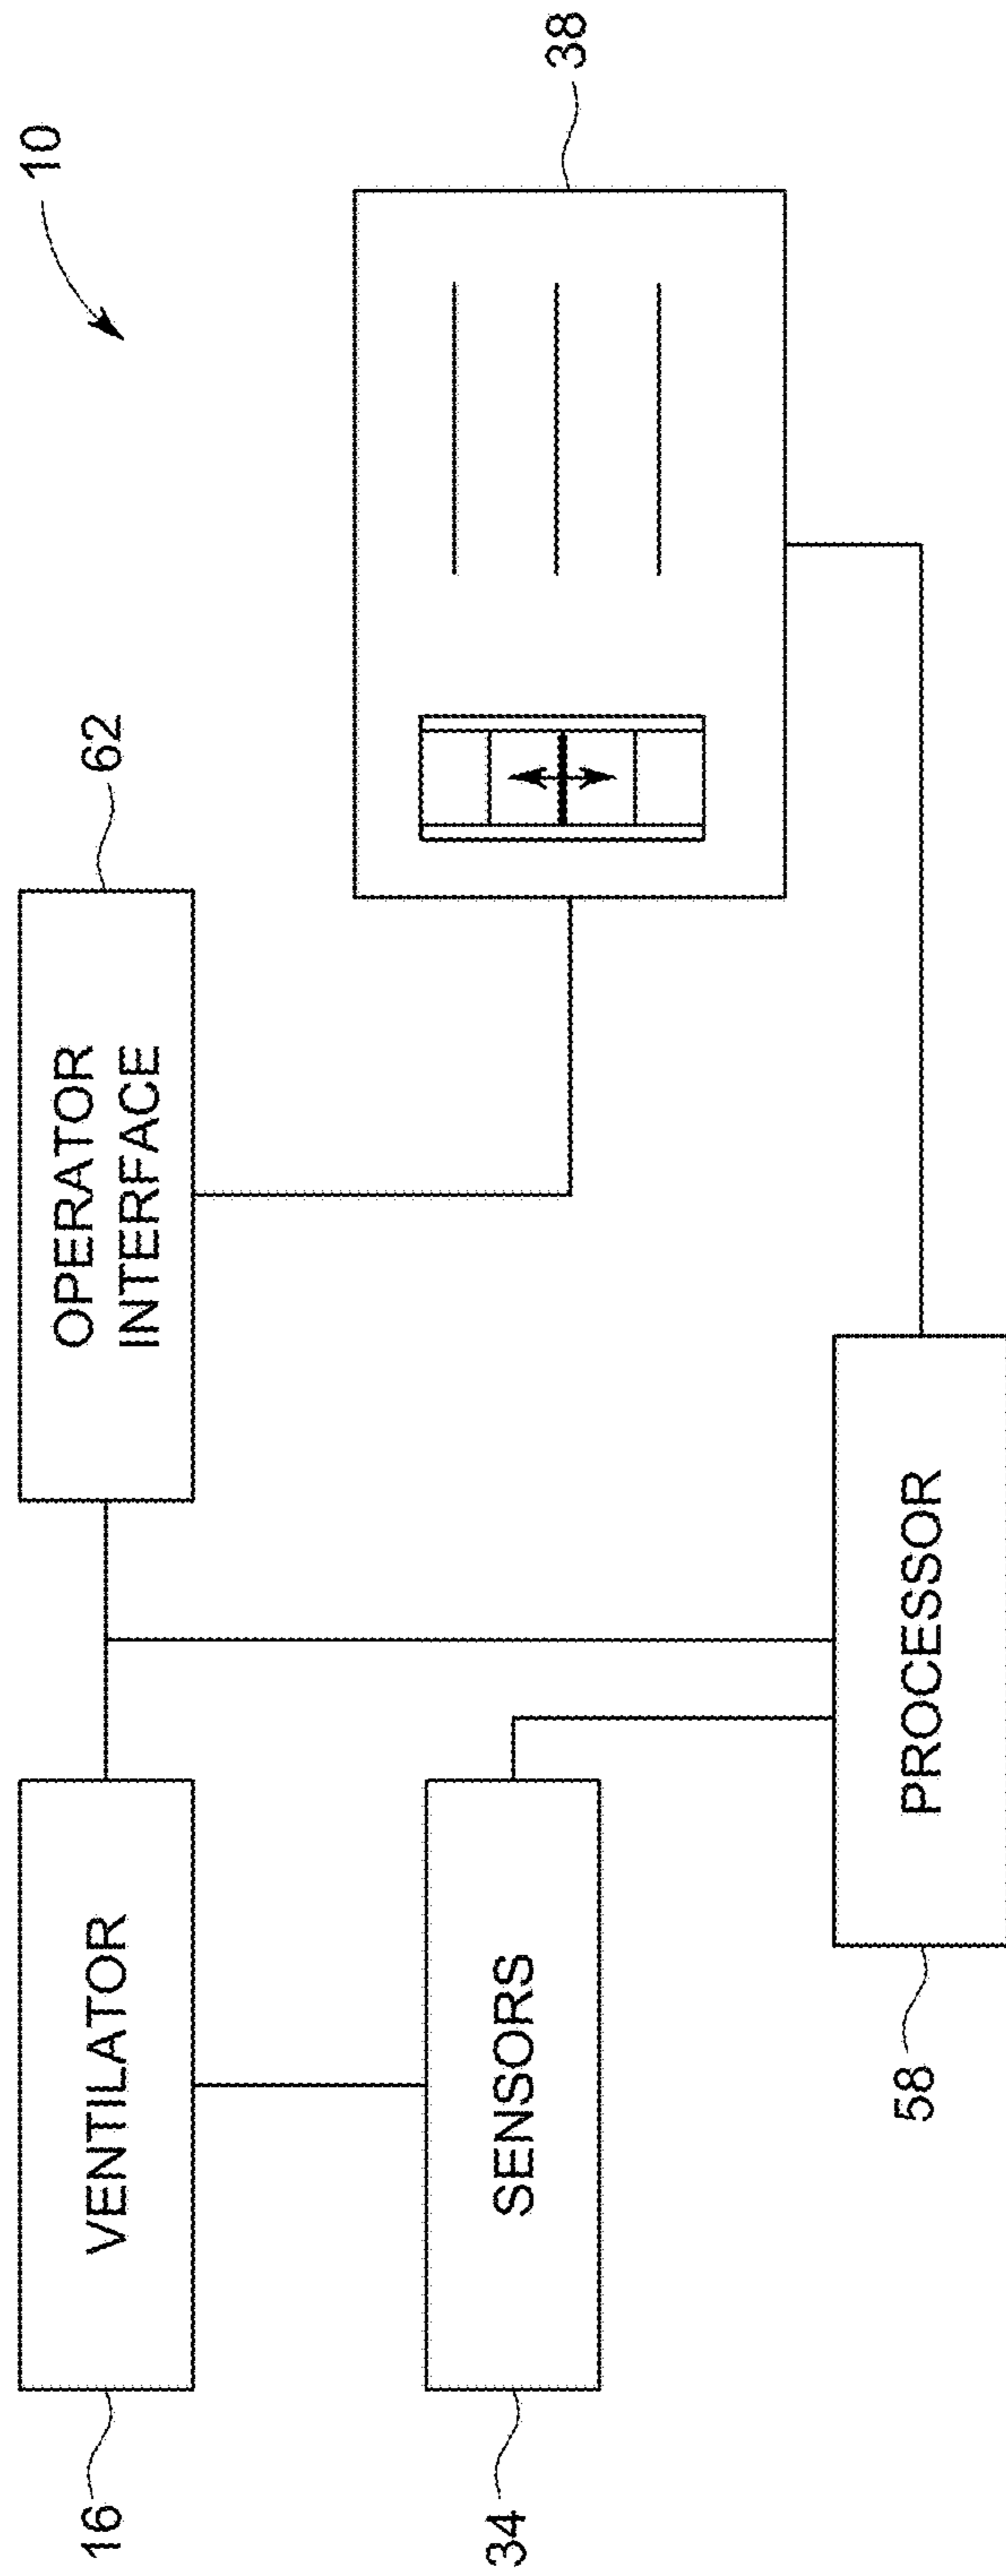 10
16
VENTILATOR
OPERATOR
INTERFACE
62
34
SENSORS
38
58
PROCESSOR